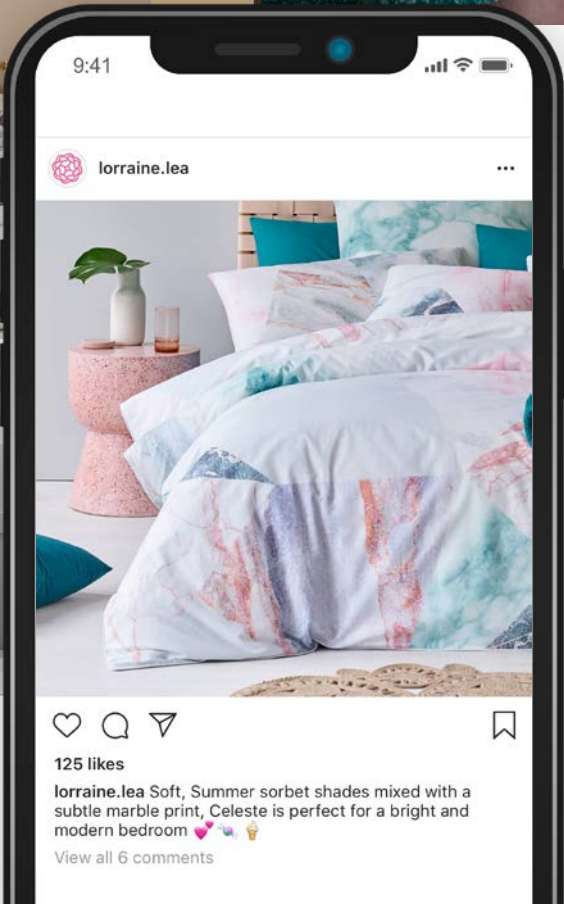 9:41
lorraine.lea
125 likes
lorraine.lea Soft, Summer sorbet shades mixed with a
subtle marble print, Celeste is perfect for a bright and
modern bedroom 💕 🍬 🍦
View all 6 comments